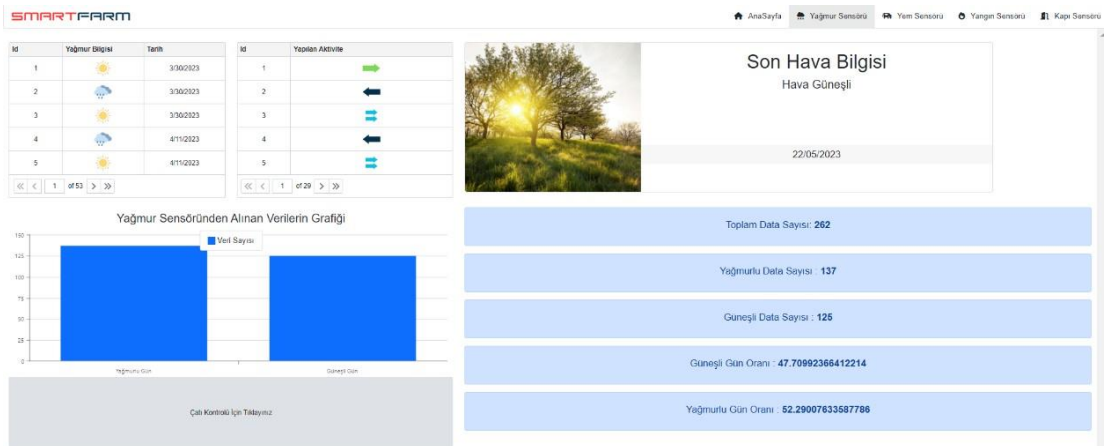 SMARTFARM
AnaSayfa Yağmur Sensörü Yem Sensörü Yangın Sensörü Kapı Sensörü
Id Yağmur Bilgisi Tarih
1 3/30/2023
2 3/30/2023
3 3/30/2023
4 4/11/2023
5 4/11/2023
1 of 53
Id Yapılan Aktivite
1
2
3
4
5
1 of 29
Son Hava Bilgisi
Hava Güneşli
22/05/2023
Yağmur Sensöründen Alınan Verilerin Grafiği
Veri Sayısı
150
125
100
75
50
25
0
Yağmurlu Gün Güneşli Gün
Çatı Kontrolü İçin Tıklayınız
Toplam Data Sayısı: 262
Yağmurlu Data Sayısı : 137
Güneşli Data Sayısı : 125
Güneşli Gün Oranı : 47.70992366412214
Yağmurlu Gün Oranı : 52.29007633587786